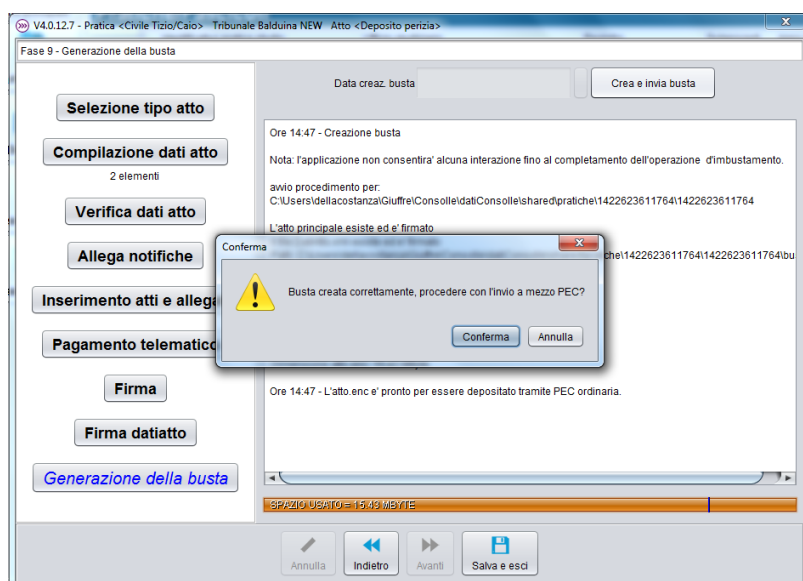 V4.0.12.7 - Pratica <Civile Tizio/Caio> Tribunale Balduina NEW Atto <Deposito perizia>
Fase 9 - Generazione della busta
Data creaz. busta
Crea e invia busta
Selezione tipo atto
Compilazione dati atto
2 elementi
Verifica dati atto
Allega notifiche
Inserimento atti e allega
Pagamento telematico
Firma
Firma datiatto
Generazione della busta
Ore 14:47 - Creazione busta
Nota: l'applicazione non consentira' alcuna interazione fino al completamento dell'operazione d'imbustamento.
avvio procedimento per:
C:\Users\dellacostanza\Giuffre\Consolle\datiConsolle\shared\pratiche\1422623611764\1422623611764
L'atto principale esiste ed e' firmato
che\1422623611764\1422623611764\bu
Conferma
Busta creata correttamente, procedere con l'invio a mezzo PEC?
Conferma
Annulla
Ore 14:47 - L'atto.enc e' pronto per essere depositato tramite PEC ordinaria.
SPAZIO USATO = 15.43 MBYTE
Annulla
Indietro
Avanti
Salva e esci